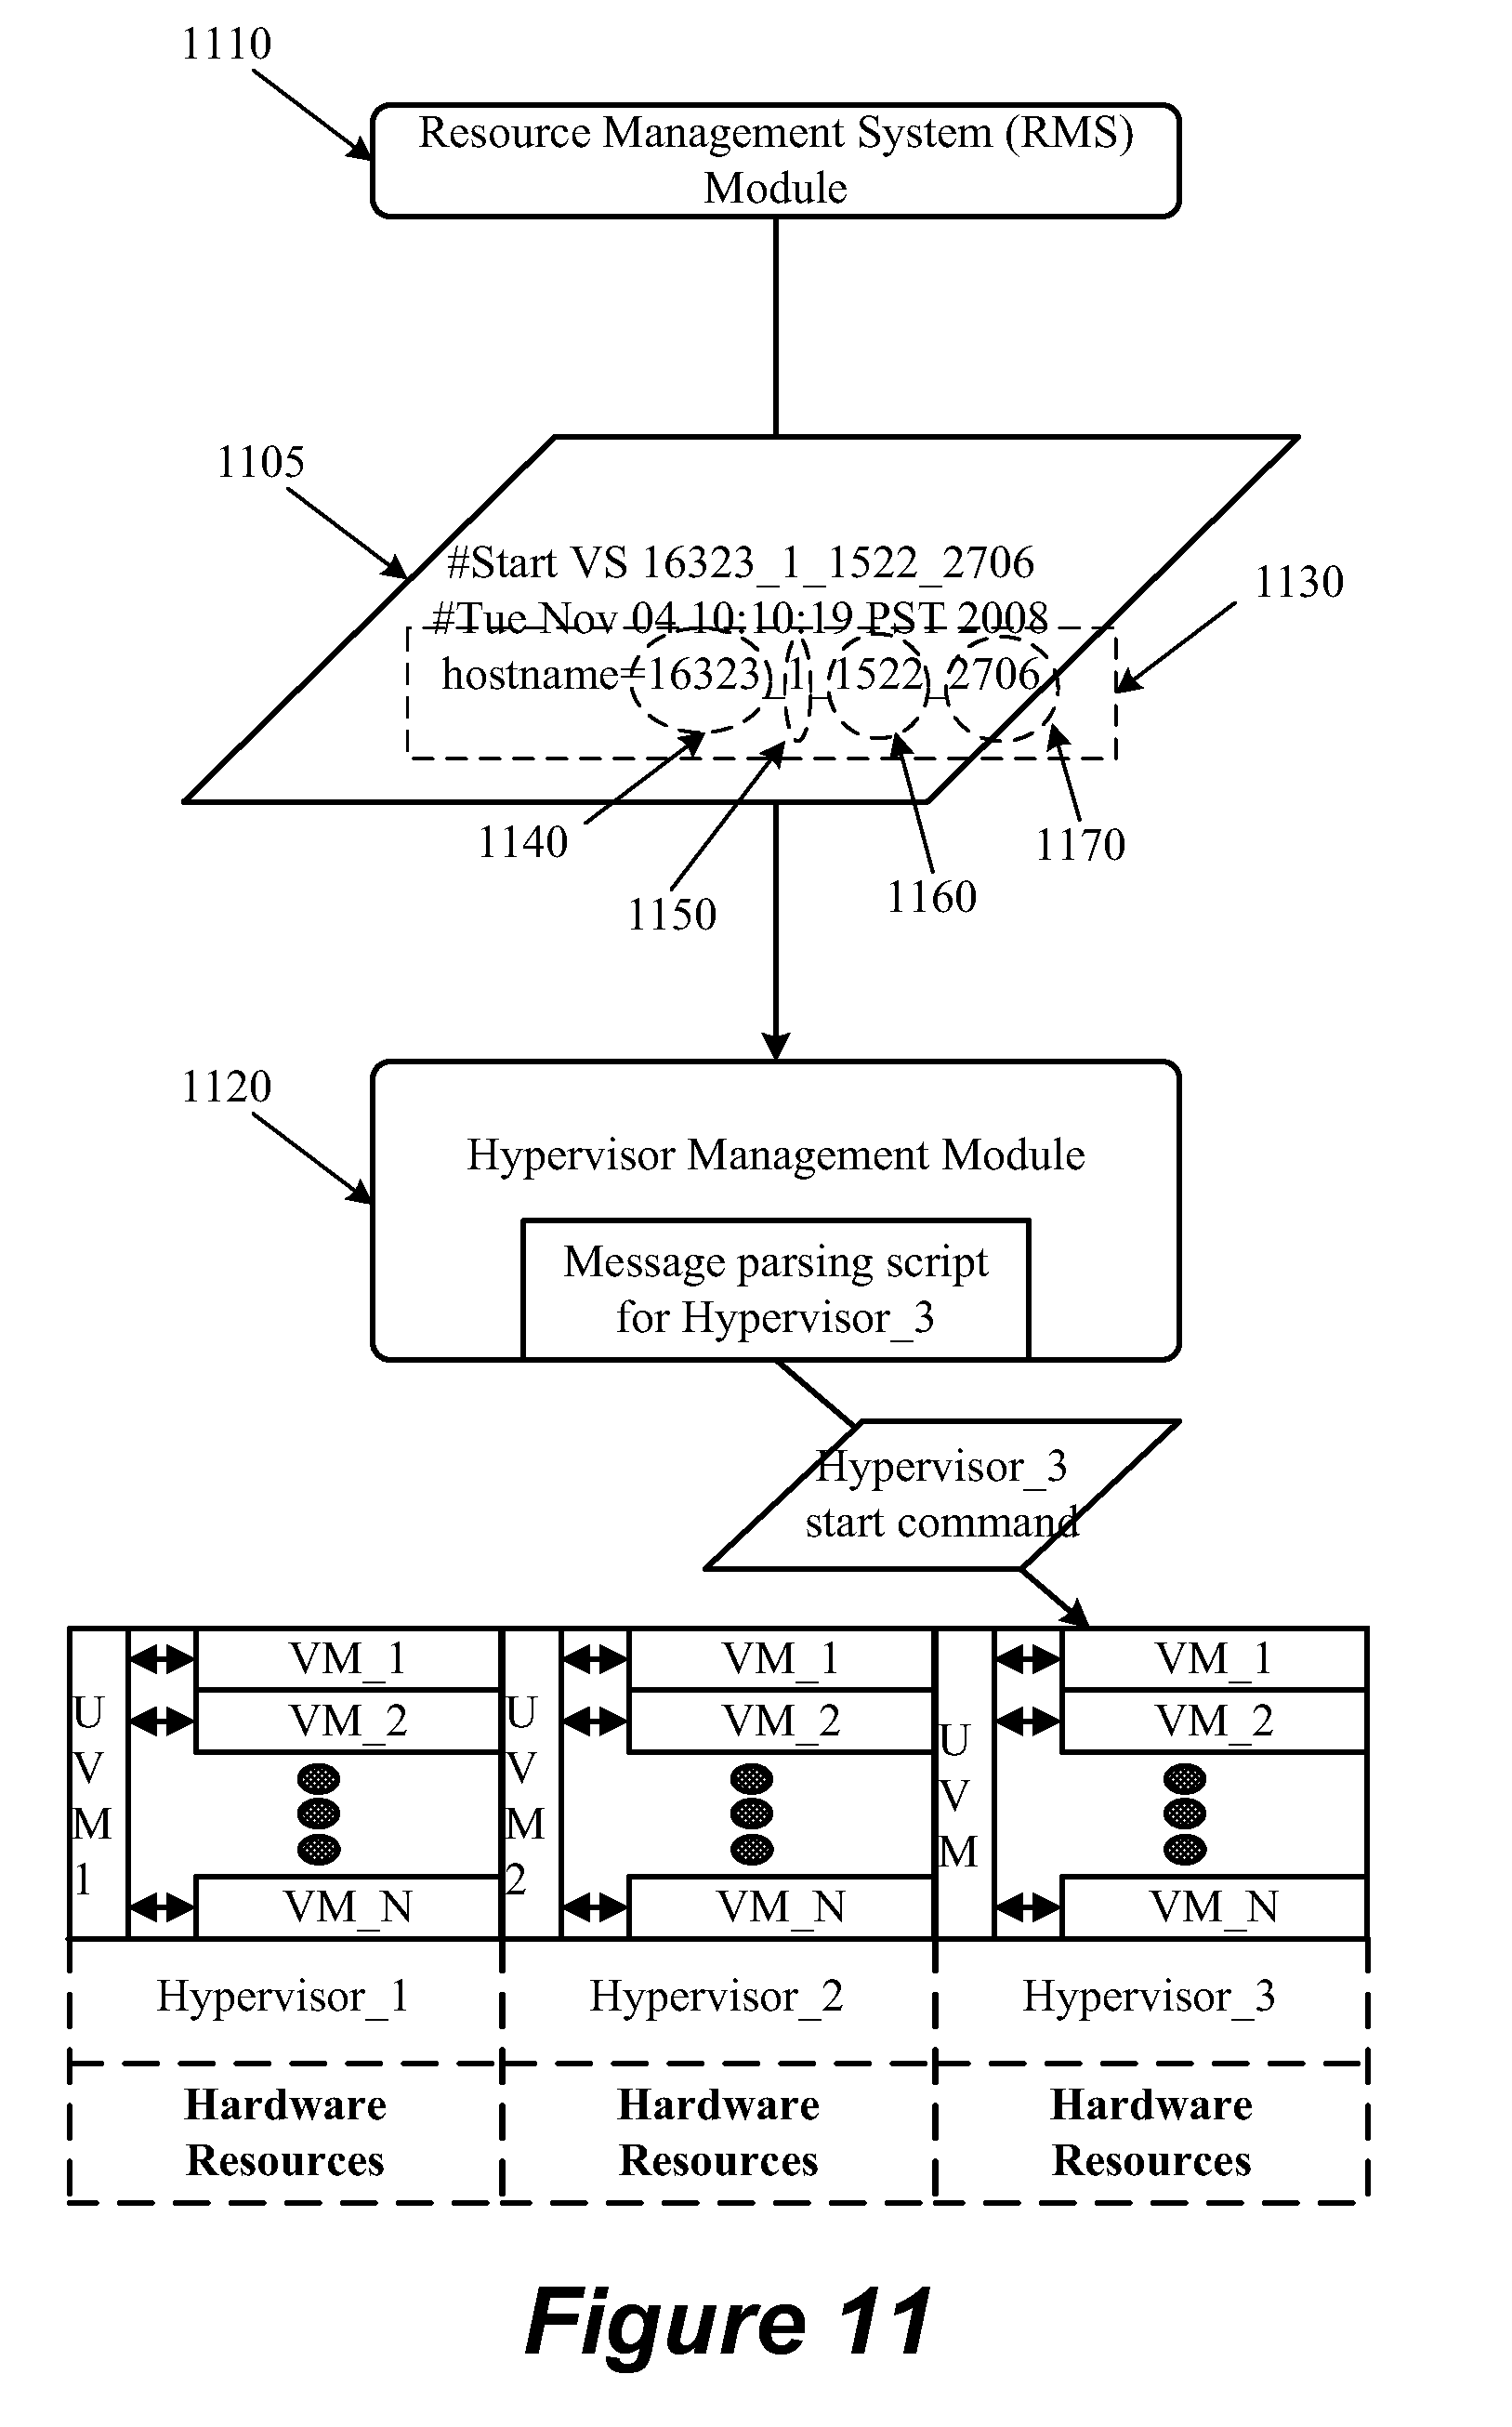 1110
Resource Management System (RMS)
Module
1105
#Start VS 16323_1_1522_2706
#Tue Nov 04 10:10:19 PST 2008
hostname=16323_1_1522_2706
1130
1140
1150
1160
1170
1120
Hypervisor Management Module
Message parsing script
for Hypervisor_3
Hypervisor_3
start command
U
V
M
1
VM_1
VM_2
VM_N
U
V
M
2
VM_1
VM_2
VM_N
U
V
M
VM_1
VM_2
VM_N
Hypervisor_1
Hypervisor_2
Hypervisor_3
Hardware
Resources
Hardware
Resources
Hardware
Resources
Figure 11